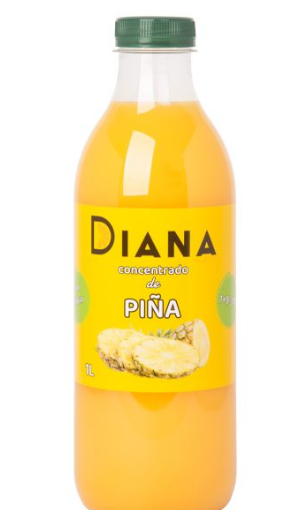 DIANA
concentrado
de
PIÑA
1L